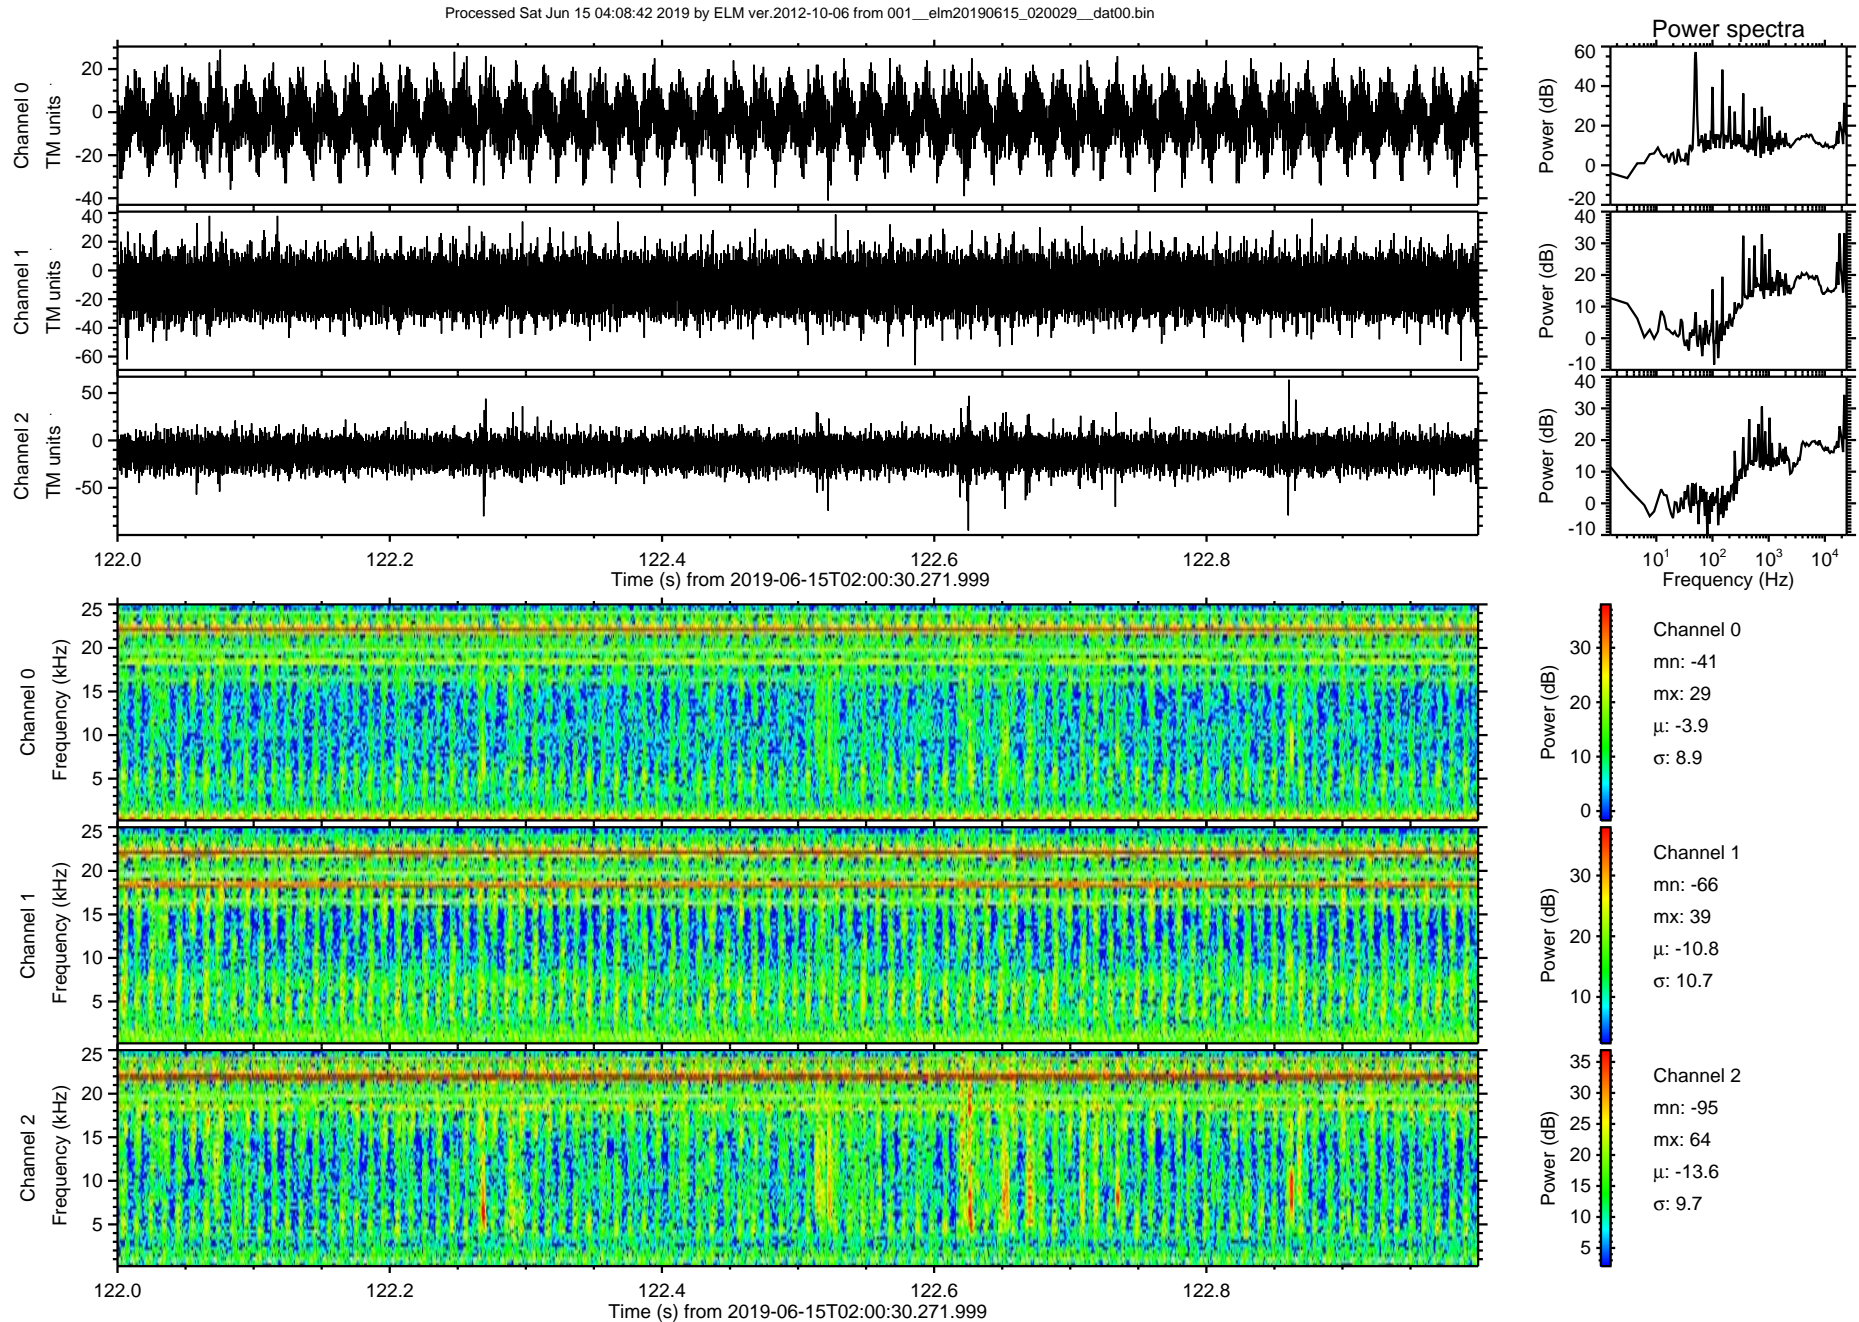 Processed Sat Jun 15 04:08:42 2019 by ELM ver.2012-10-06 from 001__elm20190615_020029__dat00.bin
Power spectra
Channel 0
TM units
20
0
-20
-40
Power (dB)
60
40
20
0
-20
Channel 1
TM units
40
20
0
-20
-40
-60
Power (dB)
40
30
20
10
0
-10
Channel 2
TM units
50
0
-50
Power (dB)
40
30
20
10
0
-10
122.0 122.2 122.4 122.6 122.8
Time (s) from 2019-06-15T02:00:30.271.999
10^1 10^2 10^3 10^4
Frequency (Hz)
Channel 0
Frequency (kHz)
25
20
15
10
5
Power (dB)
30
20
10
0
Channel 0
mn: -41
mx: 29
μ: -3.9
σ: 8.9
Channel 1
Frequency (kHz)
25
20
15
10
5
Power (dB)
30
20
10
Channel 1
mn: -66
mx: 39
μ: -10.8
σ: 10.7
Channel 2
Frequency (kHz)
25
20
15
10
5
Power (dB)
35
30
25
20
15
10
5
Channel 2
mn: -95
mx: 64
μ: -13.6
σ: 9.7
122.0 122.2 122.4 122.6 122.8
Time (s) from 2019-06-15T02:00:30.271.999